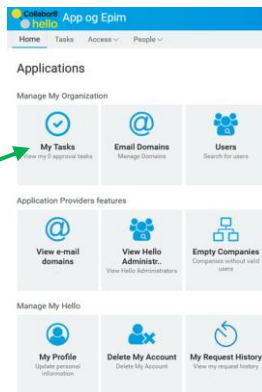 Collabor8
hello
App og Epim
Home Tasks Access People
Applications
Manage My Organization
My Tasks
View my 0 approval tasks
Email Domains
Manage Domains
Users
Search for users
Application Providers features
View e-mail
domains
View Hello
Administr..
View Hello Administrators
Empty Companies
Companies without valid
users
Manage My Hello
My Profile
Update personal
information
Delete My Account
Delete My Account
My Request History
View my request history